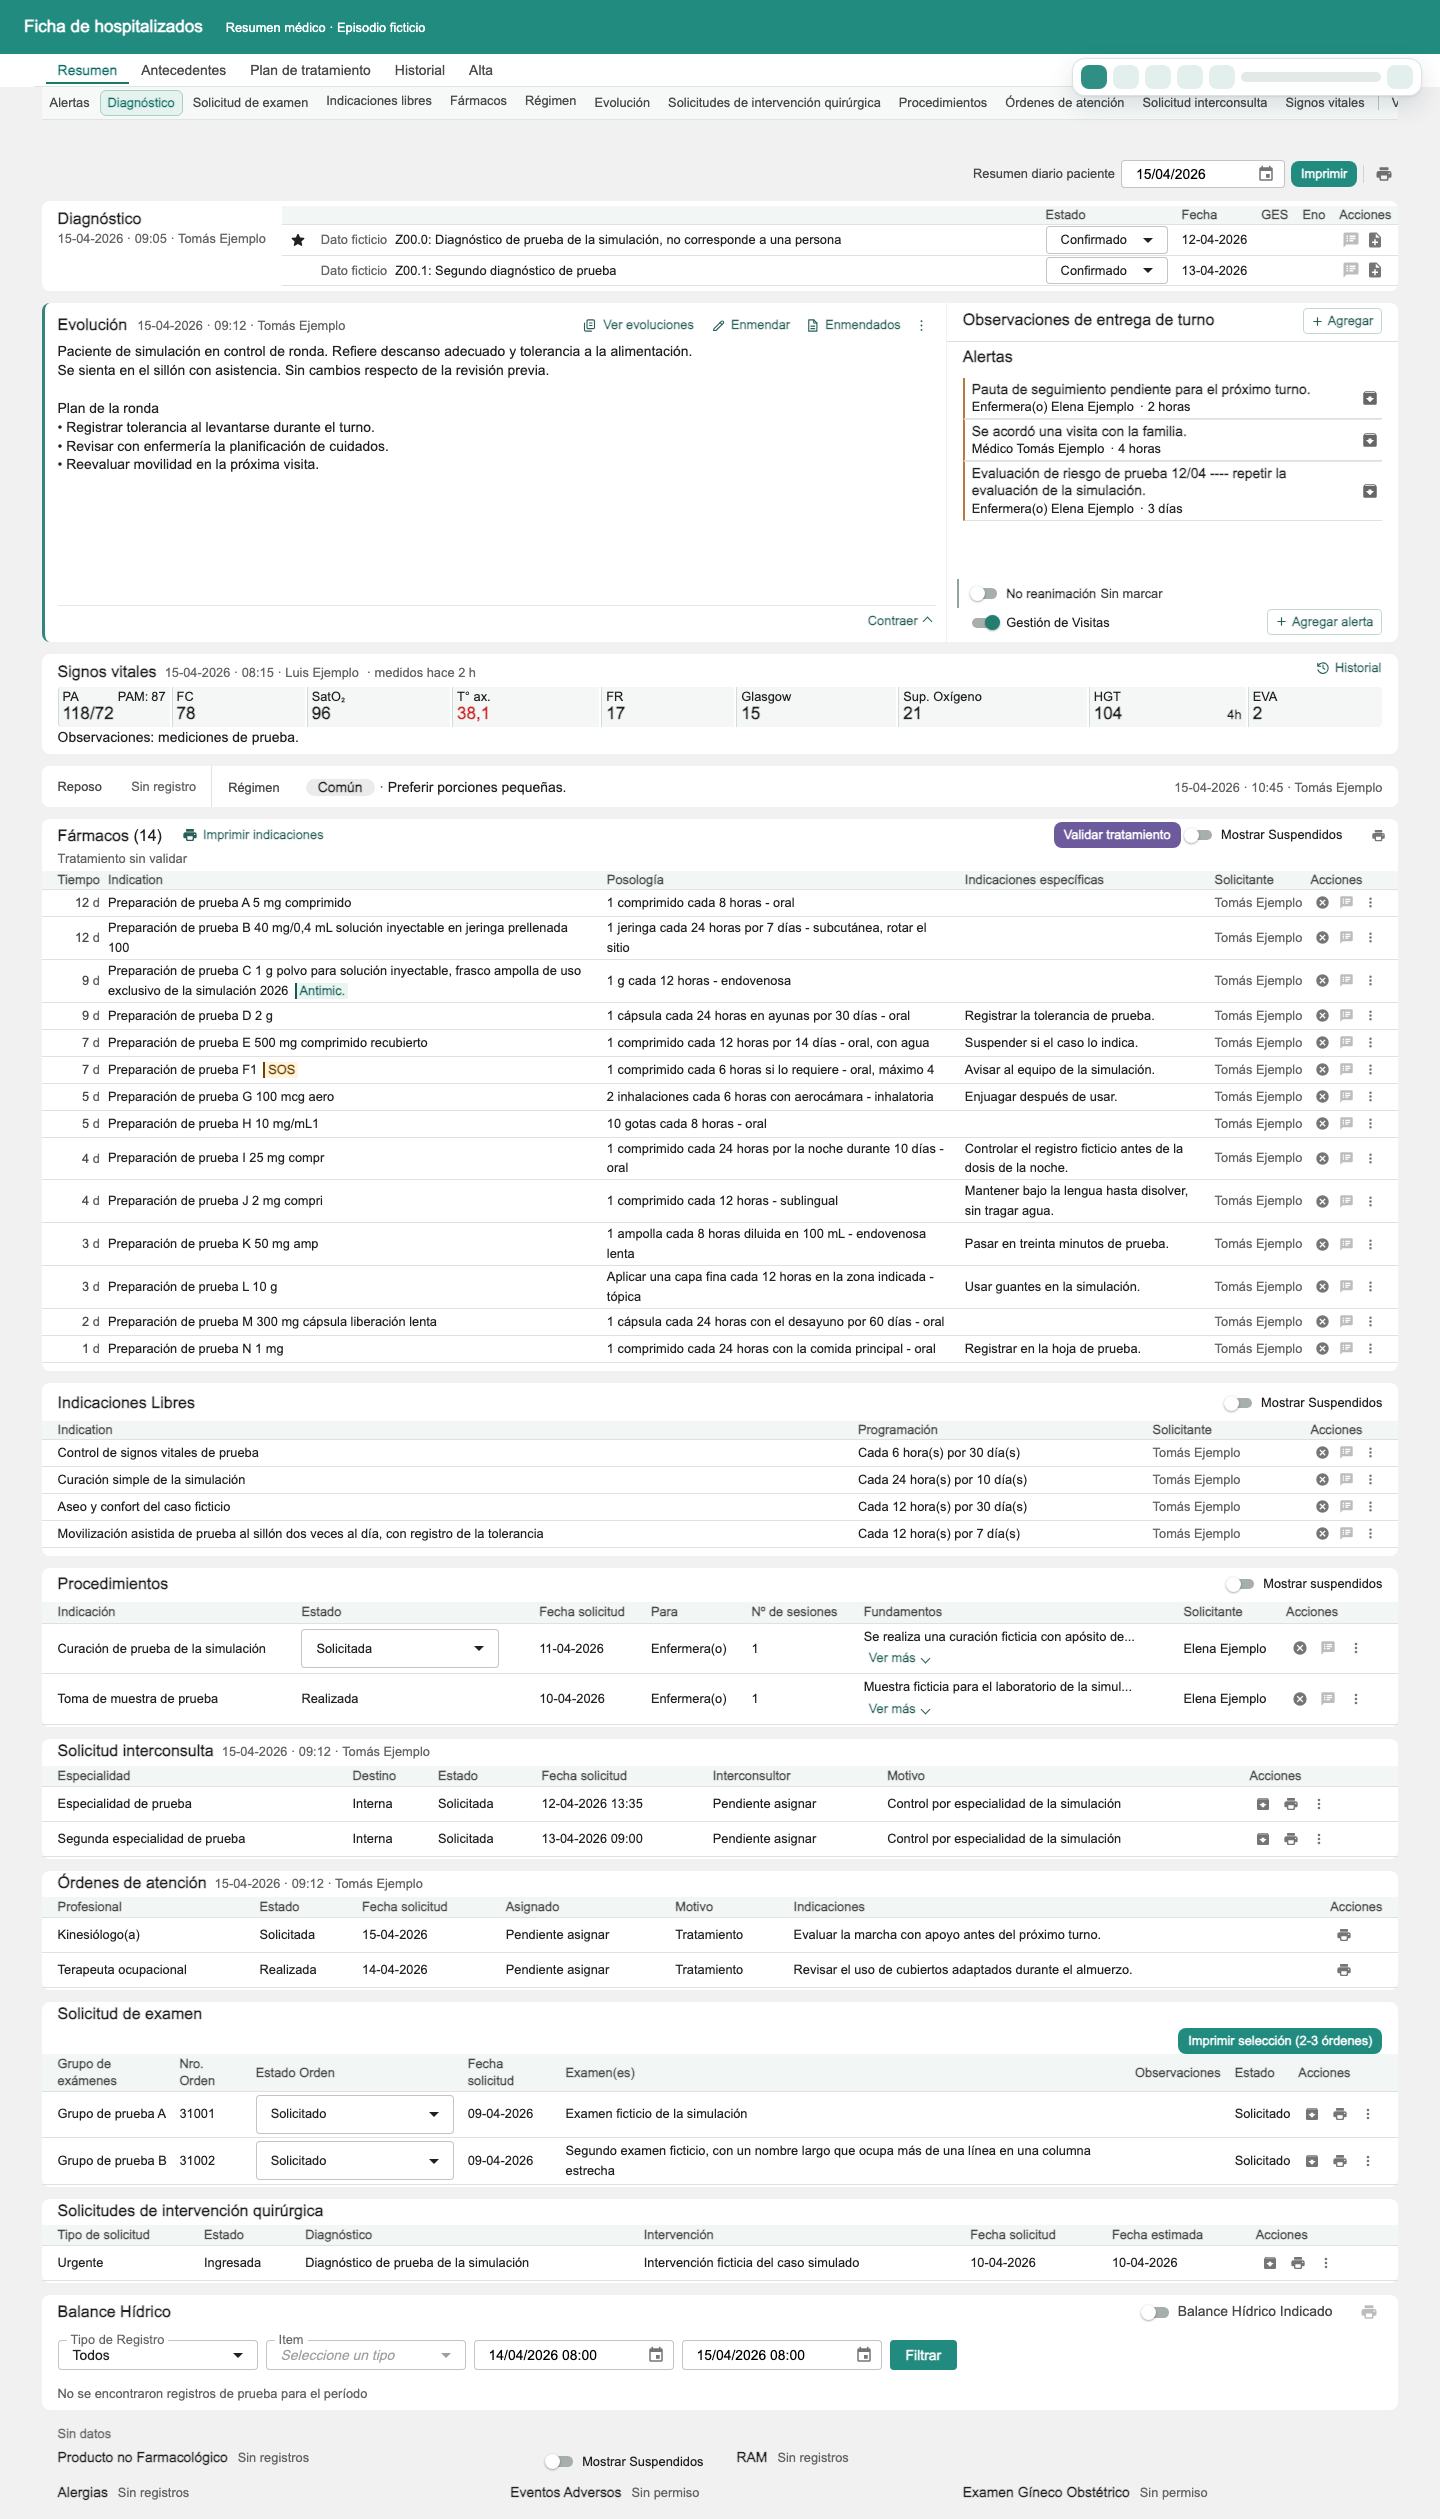 Ficha de hospitalizados Resumen médico · Episodio ficticio
Resumen Antecedentes Plan de tratamiento Historial Alta
Alertas Diagnóstico Solicitud de examen Indicaciones libres Fármacos Régimen Evolución Solicitudes de intervención quirúrgica Procedimientos Órdenes de atención Solicitud interconsulta Signos vitales
Resumen diario paciente 15/04/2026 Imprimir
Diagnóstico
15-04-2026 · 09:05 · Tomás Ejemplo
Estado Fecha GES Eno Acciones
Dato ficticio Z00.0: Diagnóstico de prueba de la simulación, no corresponde a una persona Confirmado 12-04-2026
Dato ficticio Z00.1: Segundo diagnóstico de prueba Confirmado 13-04-2026
Evolución 15-04-2026 · 09:12 · Tomás Ejemplo Ver evoluciones Enmendar Enmendados
Paciente de simulación en control de ronda. Refiere descanso adecuado y tolerancia a la alimentación.
Se sienta en el sillón con asistencia. Sin cambios respecto de la revisión previa.
Plan de la ronda
• Registrar tolerancia al levantarse durante el turno.
• Revisar con enfermería la planificación de cuidados.
• Reevaluar movilidad en la próxima visita.
Contraer
Observaciones de entrega de turno + Agregar
Alertas
Pauta de seguimiento pendiente para el próximo turno.
Enfermera(o) Elena Ejemplo · 2 horas
Se acordó una visita con la familia.
Médico Tomás Ejemplo · 4 horas
Evaluación de riesgo de prueba 12/04 ---- repetir la
evaluación de la simulación.
Enfermera(o) Elena Ejemplo · 3 días
No reanimación Sin marcar
Gestión de Visitas + Agregar alerta
Signos vitales 15-04-2026 · 08:15 · Luis Ejemplo · medidos hace 2 h Historial
PA PAM: 87 FC SatO₂ T° ax. FR Glasgow Sup. Oxígeno HGT EVA
118/72 78 96 38,1 17 15 21 104 4h 2
Observaciones: mediciones de prueba.
Reposo Sin registro Régimen Común · Preferir porciones pequeñas. 15-04-2026 · 10:45 · Tomás Ejemplo
Fármacos (14) Imprimir indicaciones Validar tratamiento Mostrar Suspendidos
Tratamiento sin validar
Tiempo Indication Posología Indicaciones específicas Solicitante Acciones
12 d Preparación de prueba A 5 mg comprimido 1 comprimido cada 8 horas - oral Tomás Ejemplo
12 d Preparación de prueba B 40 mg/0,4 mL solución inyectable en jeringa prellenada
100 1 jeringa cada 24 horas por 7 días - subcutánea, rotar el
sitio Tomás Ejemplo
9 d Preparación de prueba C 1 g polvo para solución inyectable, frasco ampolla de uso
exclusivo de la simulación 2026 Antimic. 1 g cada 12 horas - endovenosa Tomás Ejemplo
9 d Preparación de prueba D 2 g 1 cápsula cada 24 horas en ayunas por 30 días - oral Registrar la tolerancia de prueba. Tomás Ejemplo
7 d Preparación de prueba E 500 mg comprimido recubierto 1 comprimido cada 12 horas por 14 días - oral, con agua Suspender si el caso lo indica. Tomás Ejemplo
7 d Preparación de prueba F1 SOS 1 comprimido cada 6 horas si lo requiere - oral, máximo 4 Avisar al equipo de la simulación. Tomás Ejemplo
5 d Preparación de prueba G 100 mcg aero 2 inhalaciones cada 6 horas con aerocámara - inhalatoria Enjuagar después de usar. Tomás Ejemplo
5 d Preparación de prueba H 10 mg/mL1 10 gotas cada 8 horas - oral Tomás Ejemplo
4 d Preparación de prueba I 25 mg compr 1 comprimido cada 24 horas por la noche durante 10 días -
oral Controlar el registro ficticio antes de la
dosis de la noche. Tomás Ejemplo
4 d Preparación de prueba J 2 mg compri 1 comprimido cada 12 horas - sublingual Mantener bajo la lengua hasta disolver,
sin tragar agua. Tomás Ejemplo
3 d Preparación de prueba K 50 mg amp 1 ampolla cada 8 horas diluida en 100 mL - endovenosa
lenta Pasar en treinta minutos de prueba. Tomás Ejemplo
3 d Preparación de prueba L 10 g Aplicar una capa fina cada 12 horas en la zona indicada -
tópica Usar guantes en la simulación. Tomás Ejemplo
2 d Preparación de prueba M 300 mg cápsula liberación lenta 1 cápsula cada 24 horas con el desayuno por 60 días - oral Tomás Ejemplo
1 d Preparación de prueba N 1 mg 1 comprimido cada 24 horas con la comida principal - oral Registrar en la hoja de prueba. Tomás Ejemplo
Indicaciones Libres Mostrar Suspendidos
Indication Programación Solicitante Acciones
Control de signos vitales de prueba Cada 6 hora(s) por 30 día(s) Tomás Ejemplo
Curación simple de la simulación Cada 24 hora(s) por 10 día(s) Tomás Ejemplo
Aseo y confort del caso ficticio Cada 12 hora(s) por 30 día(s) Tomás Ejemplo
Movilización asistida de prueba al sillón dos veces al día, con registro de la tolerancia Cada 12 hora(s) por 7 día(s) Tomás Ejemplo
Procedimientos Mostrar suspendidos
Indicación Estado Fecha solicitud Para Nº de sesiones Fundamentos Solicitante Acciones
Curación de prueba de la simulación Solicitada 11-04-2026 Enfermera(o) 1 Se realiza una curación ficticia con apósito de... Elena Ejemplo
Ver más
Toma de muestra de prueba Realizada 10-04-2026 Enfermera(o) 1 Muestra ficticia para el laboratorio de la simul... Elena Ejemplo
Ver más
Solicitud interconsulta 15-04-2026 · 09:12 · Tomás Ejemplo
Especialidad Destino Estado Fecha solicitud Interconsultor Motivo Acciones
Especialidad de prueba Interna Solicitada 12-04-2026 13:35 Pendiente asignar Control por especialidad de la simulación
Segunda especialidad de prueba Interna Solicitada 13-04-2026 09:00 Pendiente asignar Control por especialidad de la simulación
Órdenes de atención 15-04-2026 · 09:12 · Tomás Ejemplo
Profesional Estado Fecha solicitud Asignado Motivo Indicaciones Acciones
Kinesiólogo(a) Solicitada 15-04-2026 Pendiente asignar Tratamiento Evaluar la marcha con apoyo antes del próximo turno.
Terapeuta ocupacional Realizada 14-04-2026 Pendiente asignar Tratamiento Revisar el uso de cubiertos adaptados durante el almuerzo.
Solicitud de examen
Imprimir selección (2-3 órdenes)
Grupo de
exámenes Nro.
Orden Estado Orden Fecha
solicitud Examen(es) Observaciones Estado Acciones
Grupo de prueba A 31001 Solicitado 09-04-2026 Examen ficticio de la simulación Solicitado
Grupo de prueba B 31002 Solicitado 09-04-2026 Segundo examen ficticio, con un nombre largo que ocupa más de una línea en una columna
estrecha Solicitado
Solicitudes de intervención quirúrgica
Tipo de solicitud Estado Diagnóstico Intervención Fecha solicitud Fecha estimada Acciones
Urgente Ingresada Diagnóstico de prueba de la simulación Intervención ficticia del caso simulado 10-04-2026 10-04-2026
Balance Hídrico Balance Hídrico Indicado
Tipo de Registro Item
Todos Seleccione un tipo 14/04/2026 08:00 15/04/2026 08:00 Filtrar
No se encontraron registros de prueba para el período
Sin datos
Producto no Farmacológico Sin registros Mostrar Suspendidos RAM Sin registros
Alergias Sin registros Eventos Adversos Sin permiso Examen Gíneco Obstétrico Sin permiso